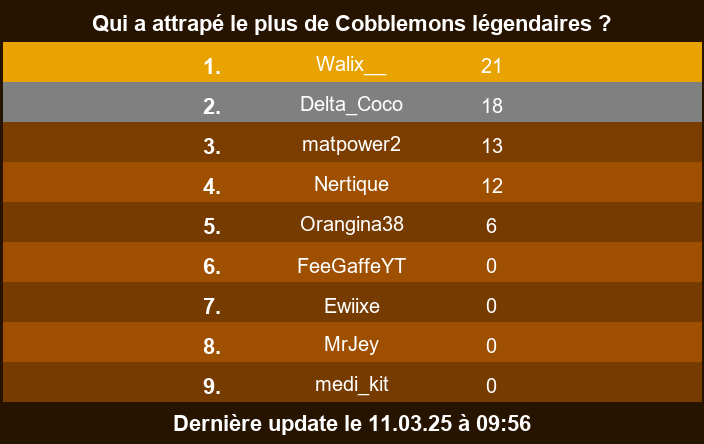 Qui a attrapé le plus de Cobblemons légendaires ?
1. Walix__ 21
2. Delta_Coco 18
3. matpower2 13
4. Nertique 12
5. Orangina38 6
6. FeeGaffeYT 0
7. Ewiixe 0
8. MrJey 0
9. medi_kit 0
Dernière update le 11.03.25 à 09:56